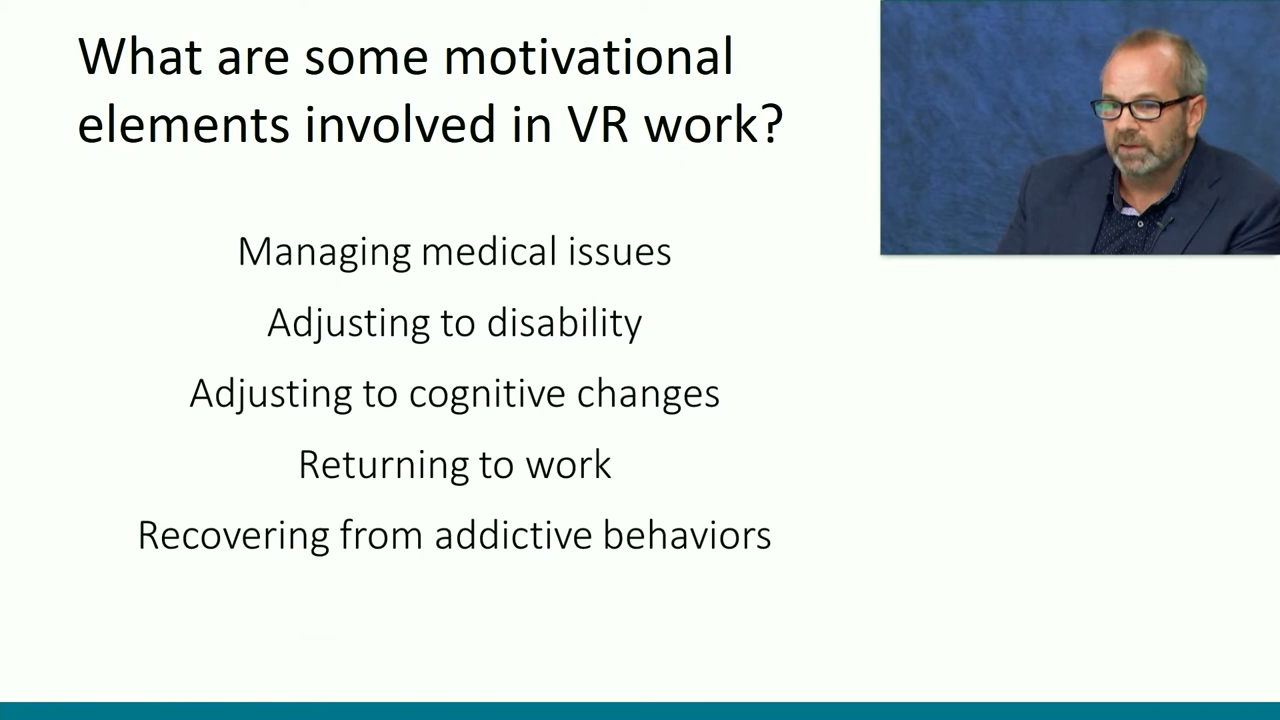 What are some motivational
elements involved in VR work?
Managing medical issues
Adjusting to disability
Adjusting to cognitive changes
Returning to work
Recovering from addictive behaviors